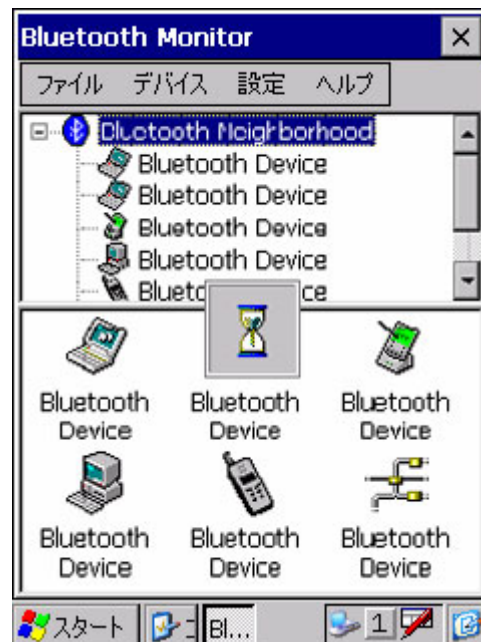 Bluetooth Monitor
ファイル デバイス 設定 ヘルプ
Bluetooth Neighborhood
Bluetooth Device
Bluetooth Device
Bluetooth Device
Bluetooth Device
Bluetooth Device Bluetooth Device Bluetooth Device
Bluetooth Device Bluetooth Device Bluetooth Device
スタート Bl... 1